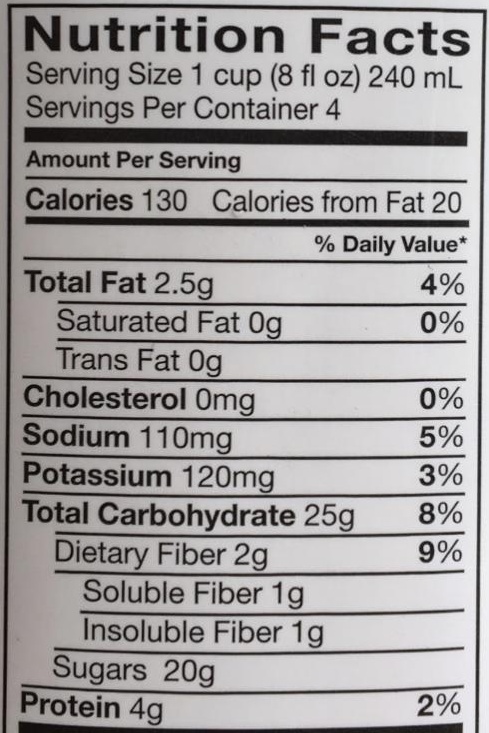 Nutrition Facts
Serving Size 1 cup (8 fl oz) 240 mL
Servings Per Container 4
Amount Per Serving
Calories 130 Calories from Fat 20
% Daily Value*
Total Fat 2.5g 4%
Saturated Fat 0g 0%
Trans Fat 0g
Cholesterol 0mg 0%
Sodium 110mg 5%
Potassium 120mg 3%
Total Carbohydrate 25g 8%
Dietary Fiber 2g 9%
Soluble Fiber 1g
Insoluble Fiber 1g
Sugars 20g
Protein 4g 2%